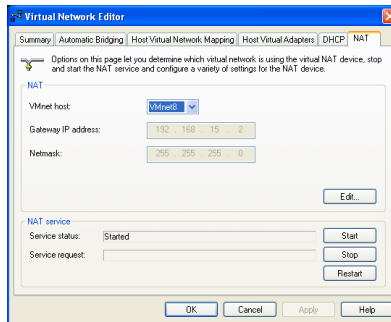 Virtual Network Editor
Summary Automatic Bridging Host Virtual Network Mapping Host Virtual Adapters DHCP NAT
Options on this page let you determine which virtual network is using the virtual NAT device, stop
and start the NAT service and configure a variety of settings for the NAT device.
NAT
VMnet host: VMnet8
Gateway IP address: 192 . 168 . 15 . 2
Netmask: 255 . 255 . 255 . 0
Edit...
NAT service
Service status: Started Start
Service request: Stop
Restart
OK Cancel Apply Help